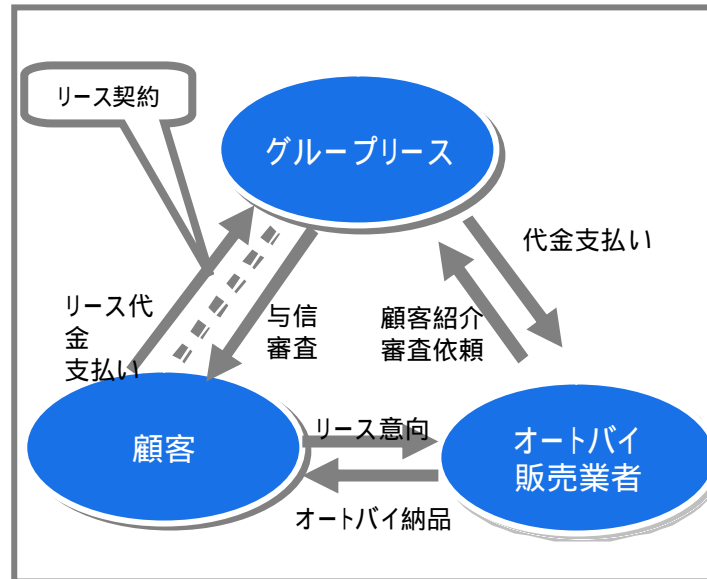 リース契約
グループリース
代金支払い
リース代
金
支払い
与信
審査
顧客紹介
審査依頼
リース意向
顧客
オートバイ
販売業者
オートバイ納品